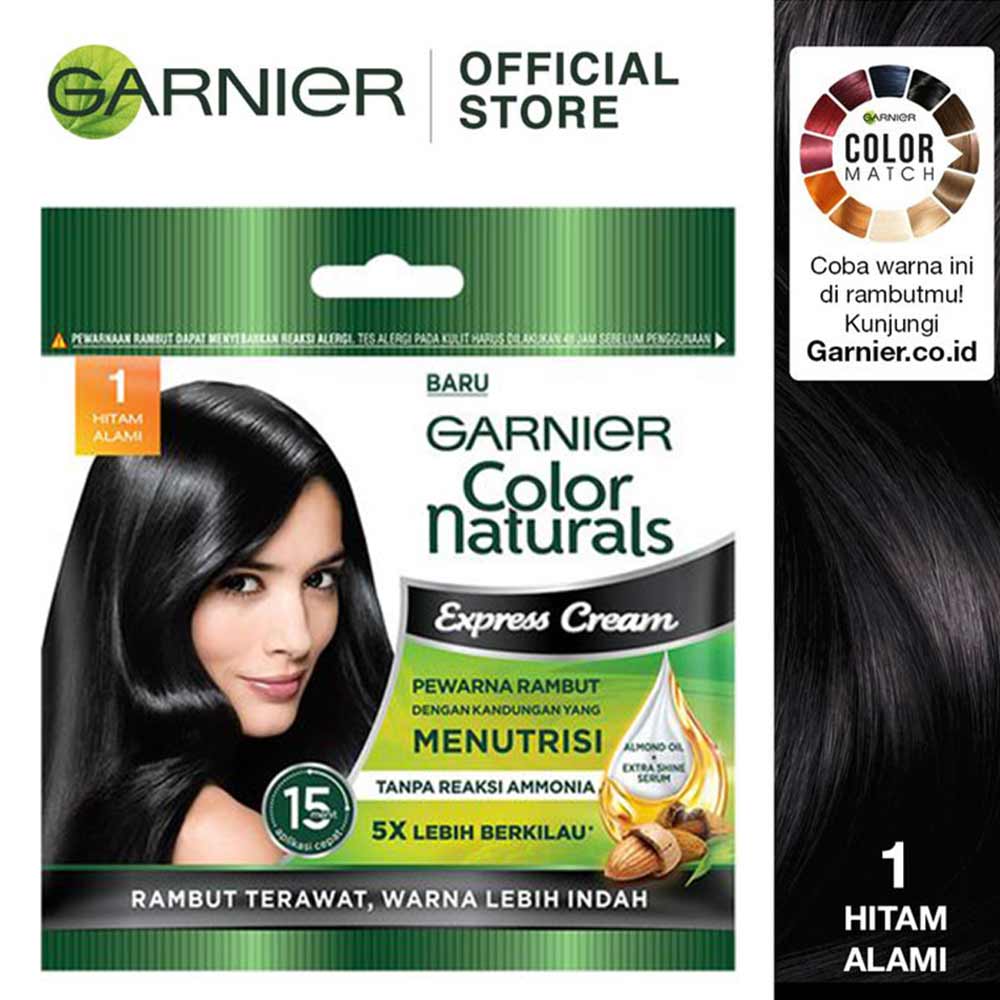 GARNIER
OFFICIAL
STORE
PEWARNAAN RAMBUT DAPAT MENYEBABKAN REAKSI ALERGI. TES ALERGI PADA KULIT HARUS DILAKUKAN 48 JAM SEBELUM PENGGUNAAN
1
HITAM
ALAMI
BARU
GARNIER
Color
Naturals
Express Cream
PEWARNA RAMBUT
DENGAN KANDUNGAN YANG
MENUTRISI
TANPA REAKSI AMMONIA
5X LEBIH BERKILAU*
ALMOND OIL
+
EXTRA SHINE
SERUM
15
menit
aplikasi cepat
RAMBUT TERAWAT, WARNA LEBIH INDAH
GARNIER
COLOR
MATCH
Coba warna ini
di rambutmu!
Kunjungi
Garnier.co.id
1
HITAM
ALAMI